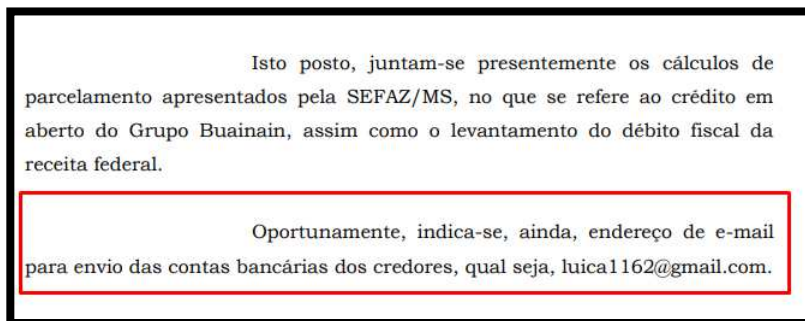 Isto posto, juntam-se presentemente os cálculos de
parcelamento apresentados pela SEFAZ/MS, no que se refere ao crédito em
aberto do Grupo Buainain, assim como o levantamento do débito fiscal da
receita federal.
Oportunamente, indica-se, ainda, endereço de e-mail
para envio das contas bancárias dos credores, qual seja, luica1162@gmail.com.